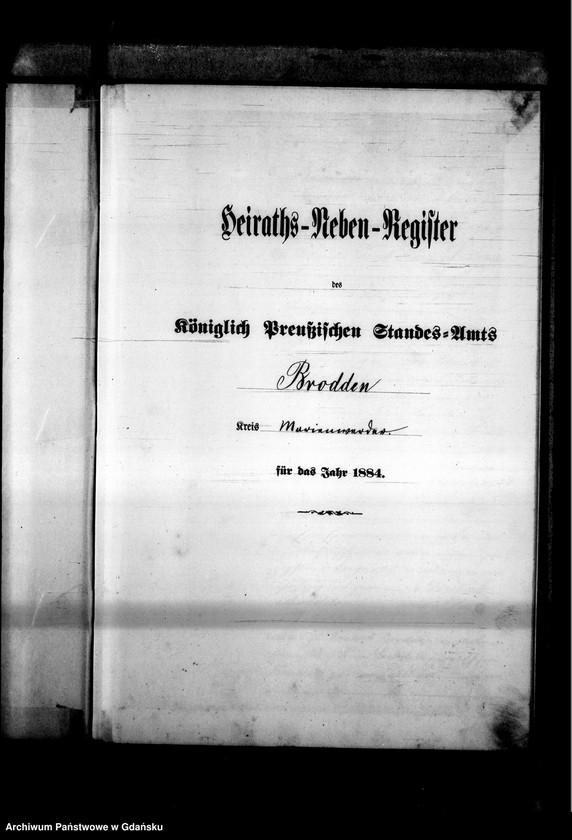 Heiraths-Neben-Register
des
Königlich Preußischen Standes-Amts
Brodden
Kreis Marienwerder.
für das Jahr 1884.
Archiwum Państwowe w Gdańsku